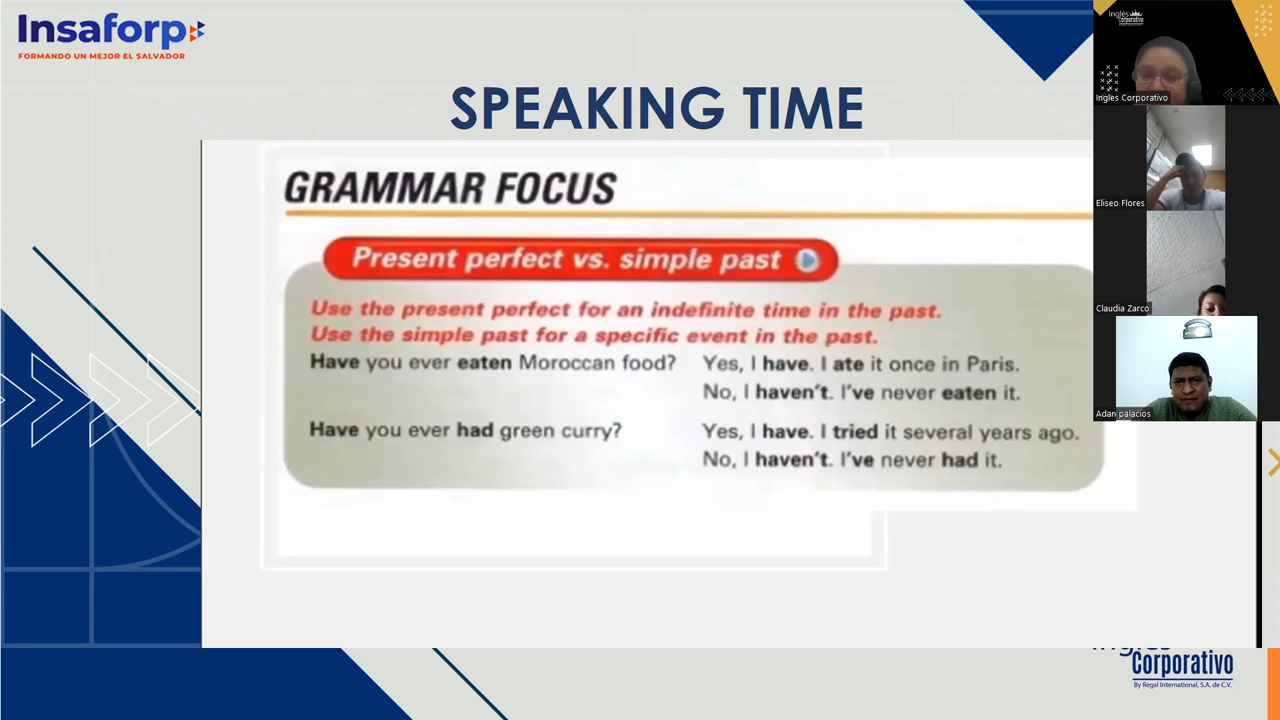 Insaforp
FORMANDO UN MEJOR EL SALVADOR
SPEAKING TIME
GRAMMAR FOCUS
Present perfect vs. simple past
Use the present perfect for an indefinite time in the past.
Use the simple past for a specific event in the past.
Have you ever eaten Moroccan food? Yes, I have. I ate it once in Paris.
No, I haven't. I've never eaten it.
Have you ever had green curry? Yes, I have. I tried it several years ago.
No, I haven't. I've never had it.
Inglés
Corporativo
Ingles Corporativo
Eliseo Flores
Claudia Zarco
Adan palacios
Corporativo
By Regal International, S.A. de C.V.